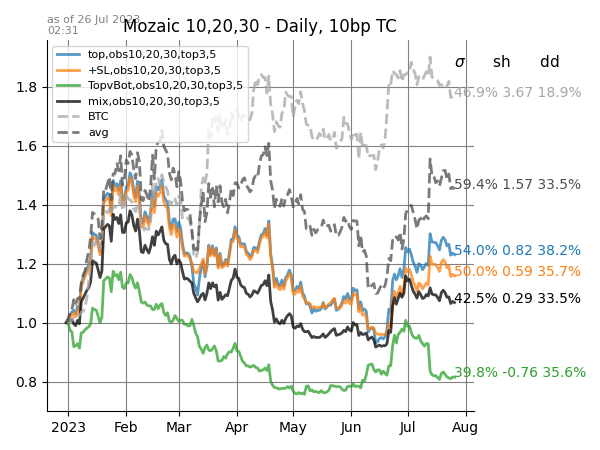 as of 26 Jul 2023
02:31
Mozaic 10,20,30 - Daily, 10bp TC
σ sh dd
top,obs10,20,30,top3,5
+SL,obs10,20,30,top3,5
TopvBot,obs10,20,30,top3,5
mix,obs10,20,30,top3,5
BTC
avg
46.9% 3.67 18.9%
59.4% 1.57 33.5%
54.0% 0.82 38.2%
50.0% 0.59 35.7%
42.5% 0.29 33.5%
39.8% -0.76 35.6%
1.8
1.6
1.4
1.2
1.0
0.8
2023 Feb Mar Apr May Jun Jul Aug